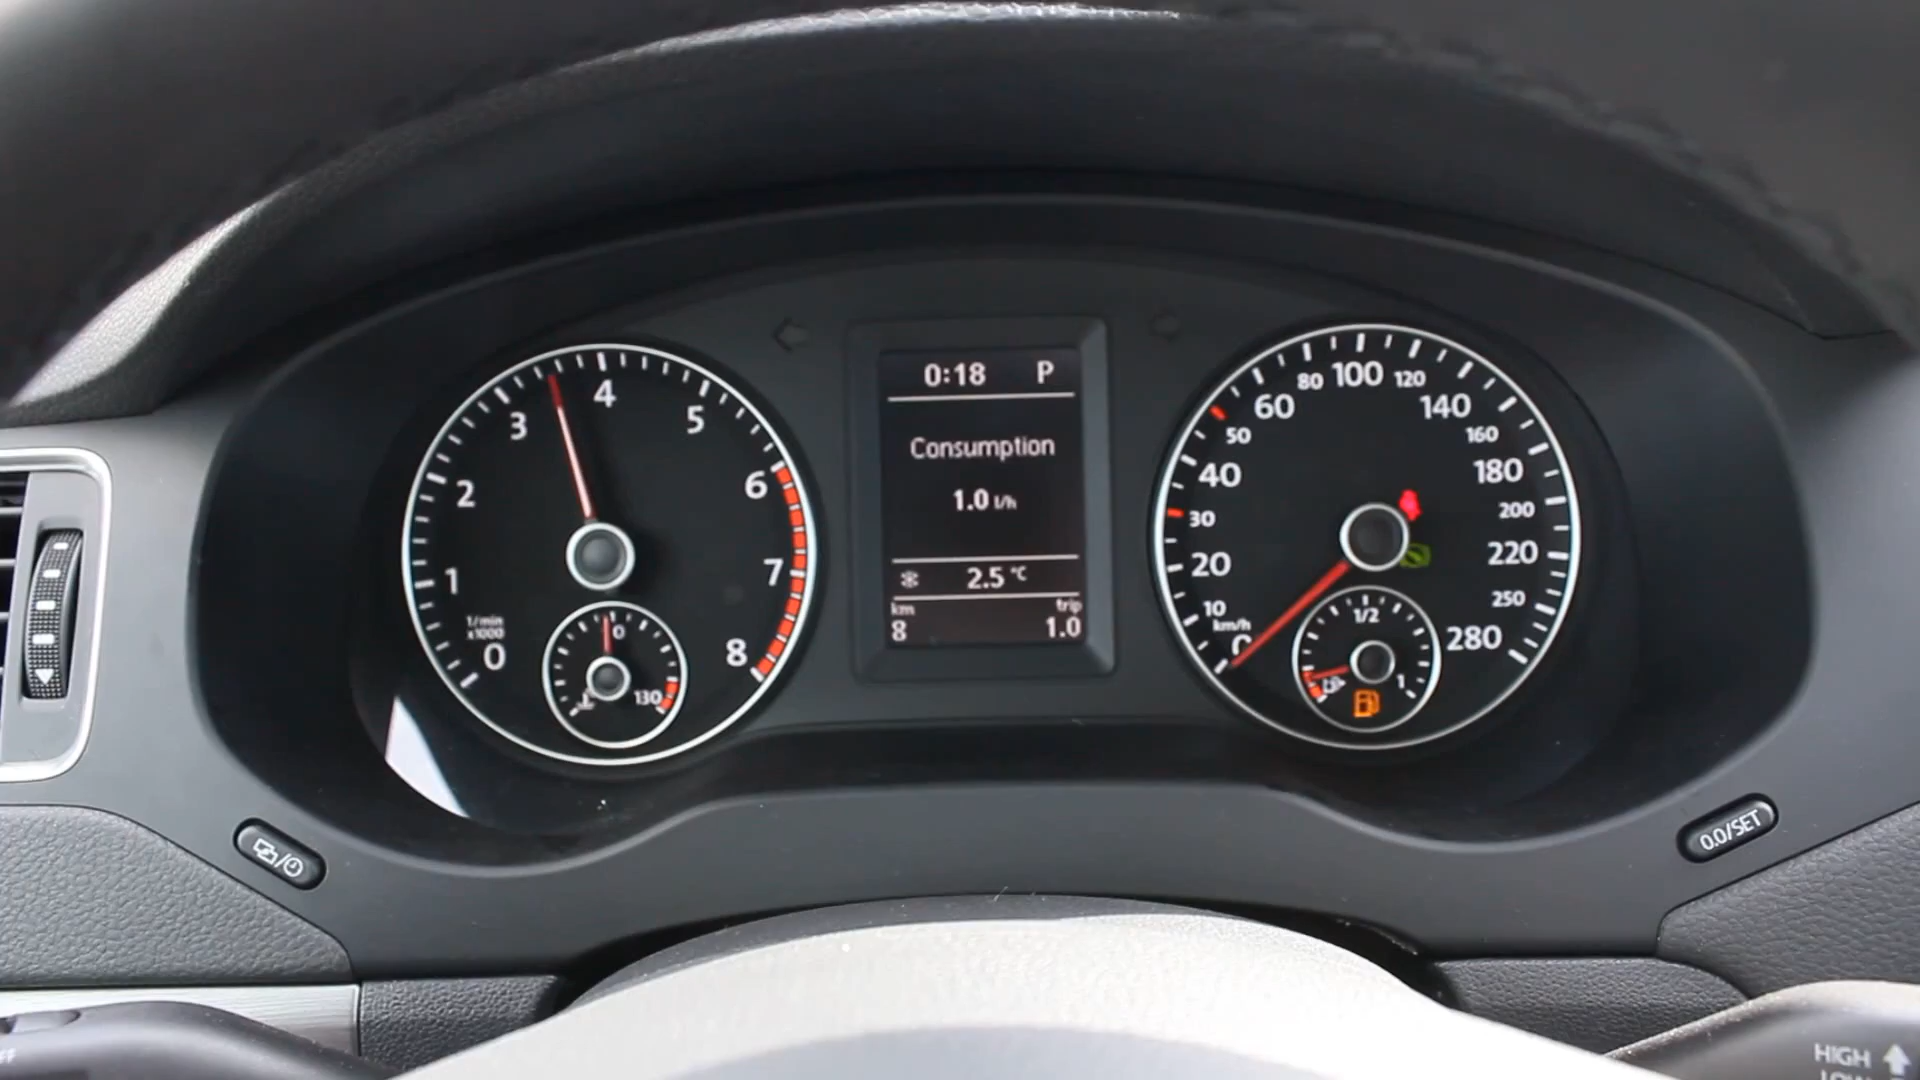 0
1
2
3
4
5
6
7
8
1/min
x1000
130
0:18 P
Consumption
1.0 l/h
2.5 °C
km trip
8 1.0
10
20
30
40
50
60
80
100
120
140
160
180
200
220
250
280
km/h
1/2
1
0.0/SET
HIGH